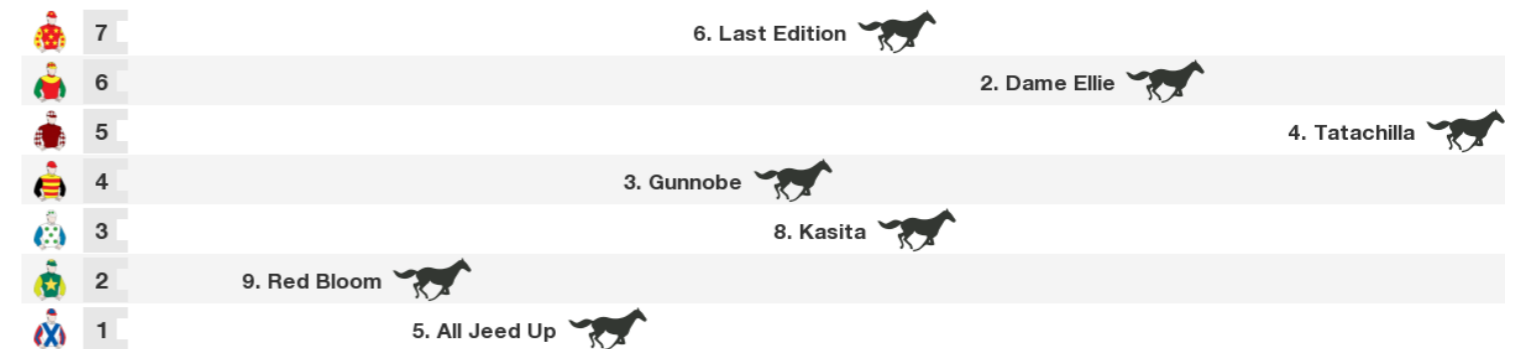 7 6. Last Edition
6 2. Dame Ellie
5 4. Tatachilla
4 3. Gunnobe
3 8. Kasita
2 9. Red Bloom
1 5. All Jeed Up